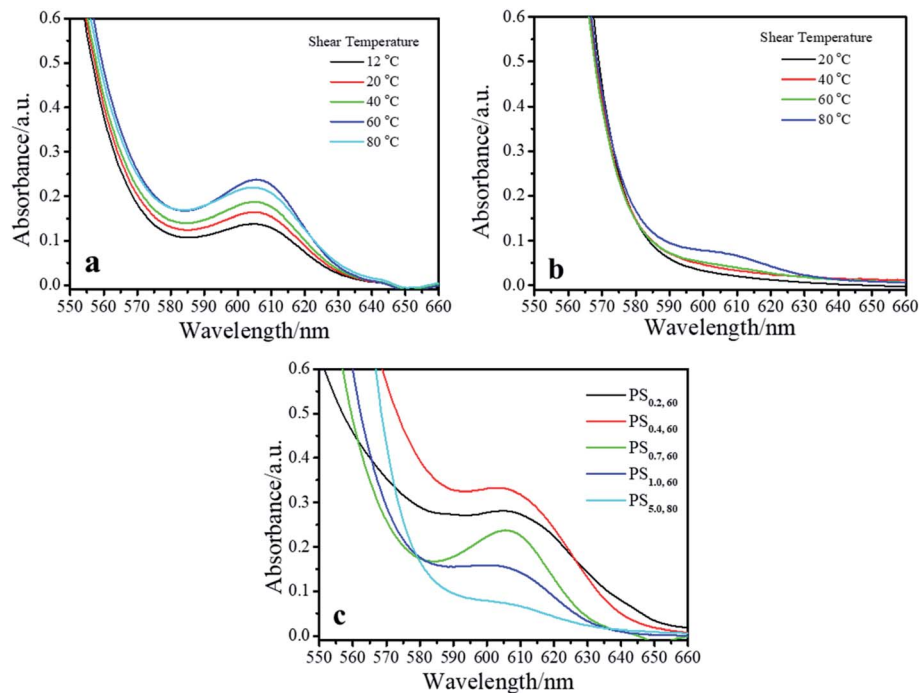 0.6
0.5
0.4
0.3
0.2
0.1
0.0
Absorbance/a.u.
Shear Temperature
12 °C
20 °C
40 °C
60 °C
80 °C
a
550 560 570 580 590 600 610 620 630 640 650 660
Wavelength/nm
0.6
0.5
0.4
0.3
0.2
0.1
0.0
Absorbance/a.u.
Shear Temperature
20 °C
40 °C
60 °C
80 °C
b
550 560 570 580 590 600 610 620 630 640 650 660
Wavelength/nm
0.6
0.5
0.4
0.3
0.2
0.1
0.0
Absorbance/a.u.
PS0.2, 60
PS0.4, 60
PS0.7, 60
PS1.0, 60
PS5.0, 80
c
550 560 570 580 590 600 610 620 630 640 650 660
Wavelength/nm